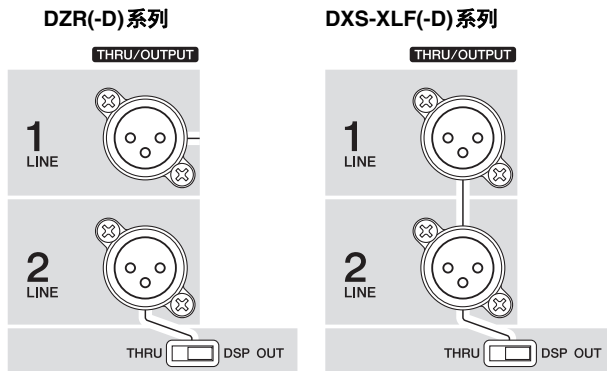 DZR(-D)系列
THRU/OUTPUT
1
LINE
2
LINE
THRU DSP OUT
DXS-XLF(-D)系列
THRU/OUTPUT
1
LINE
2
LINE
THRU DSP OUT